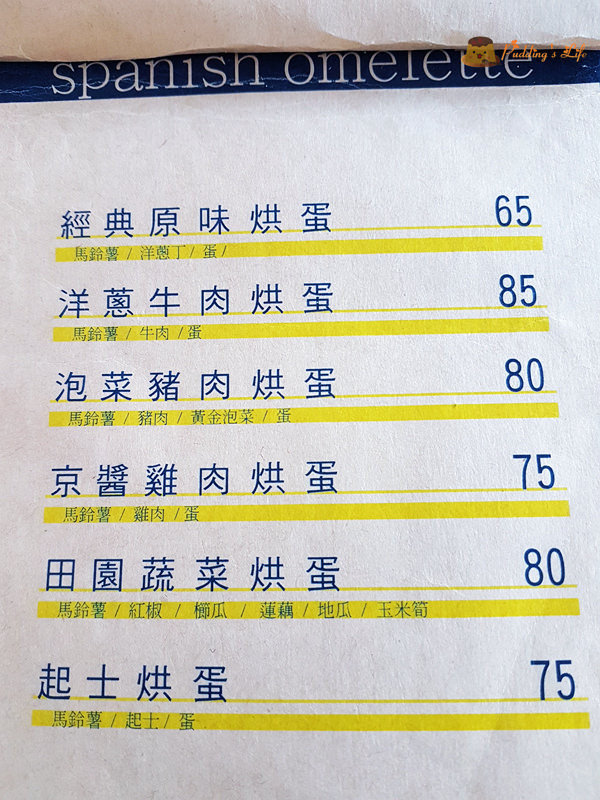 Pudding's Life
spanish omelette
經典原味烘蛋 65
馬鈴薯 / 洋蔥丁 / 蛋 /
洋蔥牛肉烘蛋 85
馬鈴薯 / 牛肉 / 蛋
泡菜豬肉烘蛋 80
馬鈴薯 / 豬肉 / 黃金泡菜 / 蛋
京醬雞肉烘蛋 75
馬鈴薯 / 雞肉 / 蛋
田園蔬菜烘蛋 80
馬鈴薯 / 紅椒 / 櫛瓜 / 蓮藕 / 地瓜 / 玉米筍
起士烘蛋 75
馬鈴薯 / 起士 / 蛋